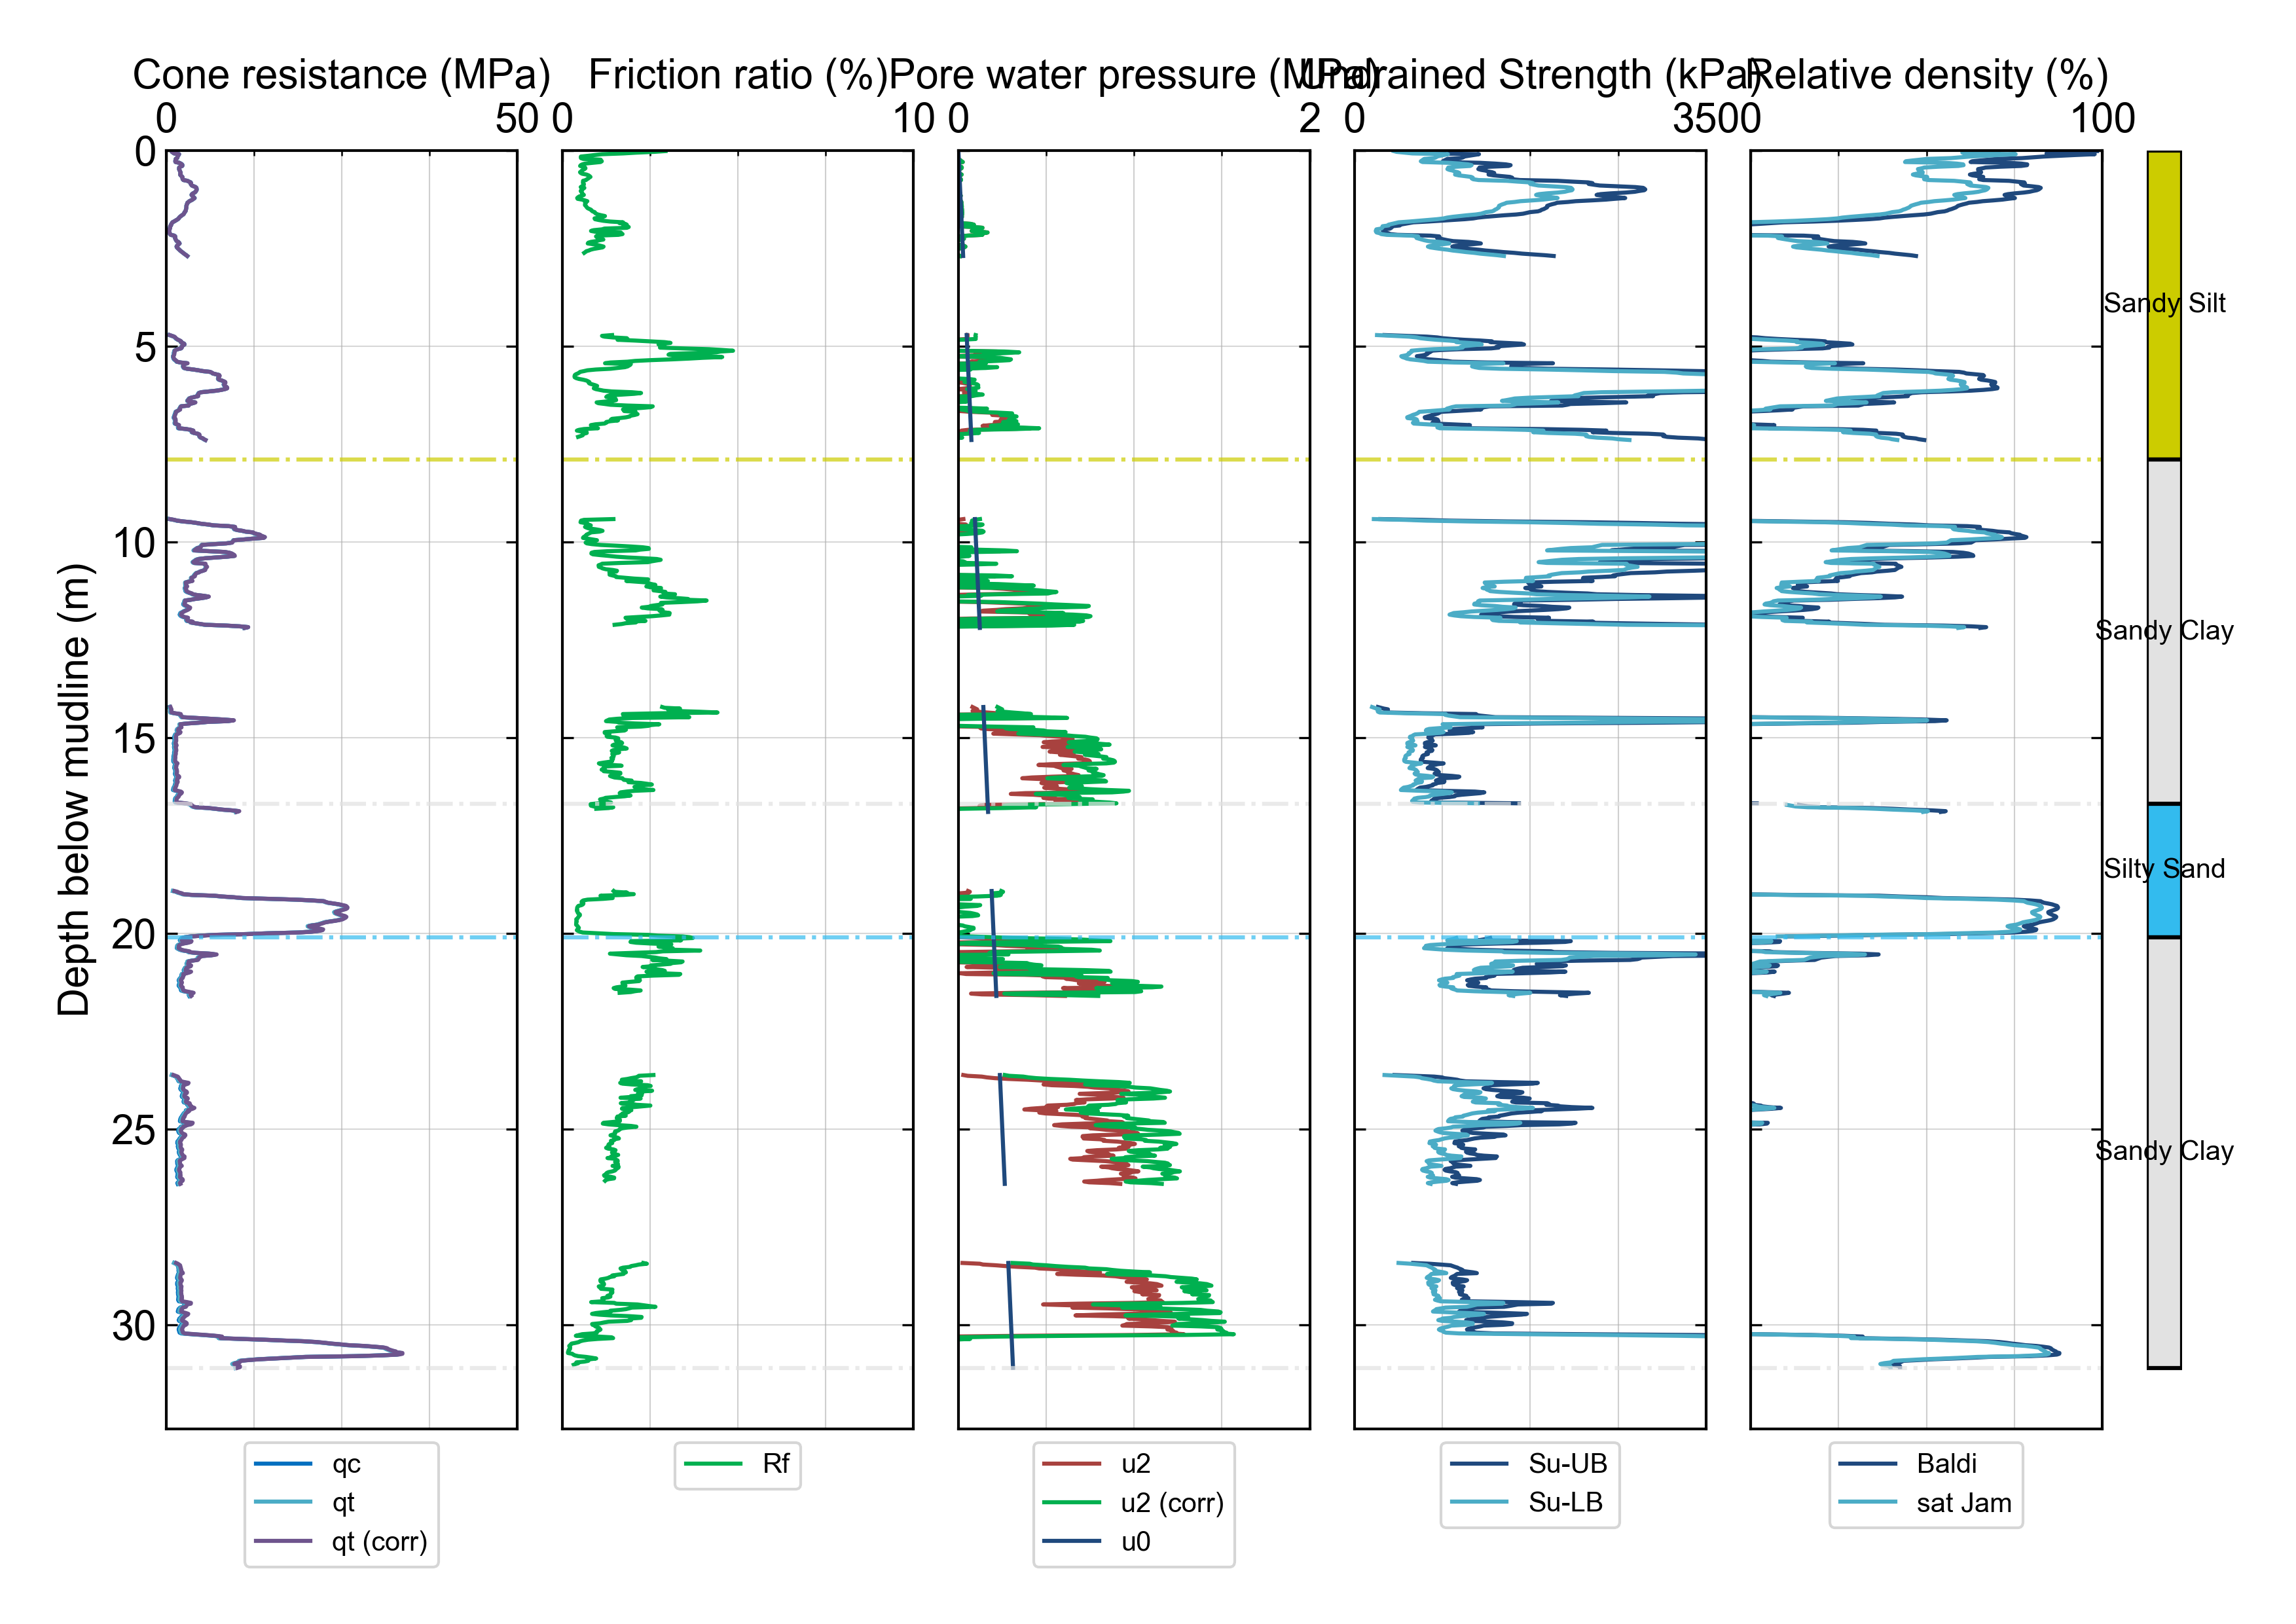 Cone resistance (MPa)
Friction ratio (%)
Pore water pressure (MPa)
Undrained Strength (kPa)
Relative density (%)
0 50
0 10
0 2
0 350
0 100
Depth below mudline (m)
0
5
10
15
20
25
30
Sandy Silt
Sandy Clay
Silty Sand
Sandy Clay
qc
qt
qt (corr)
Rf
u2
u2 (corr)
u0
Su-UB
Su-LB
Baldi
sat Jam